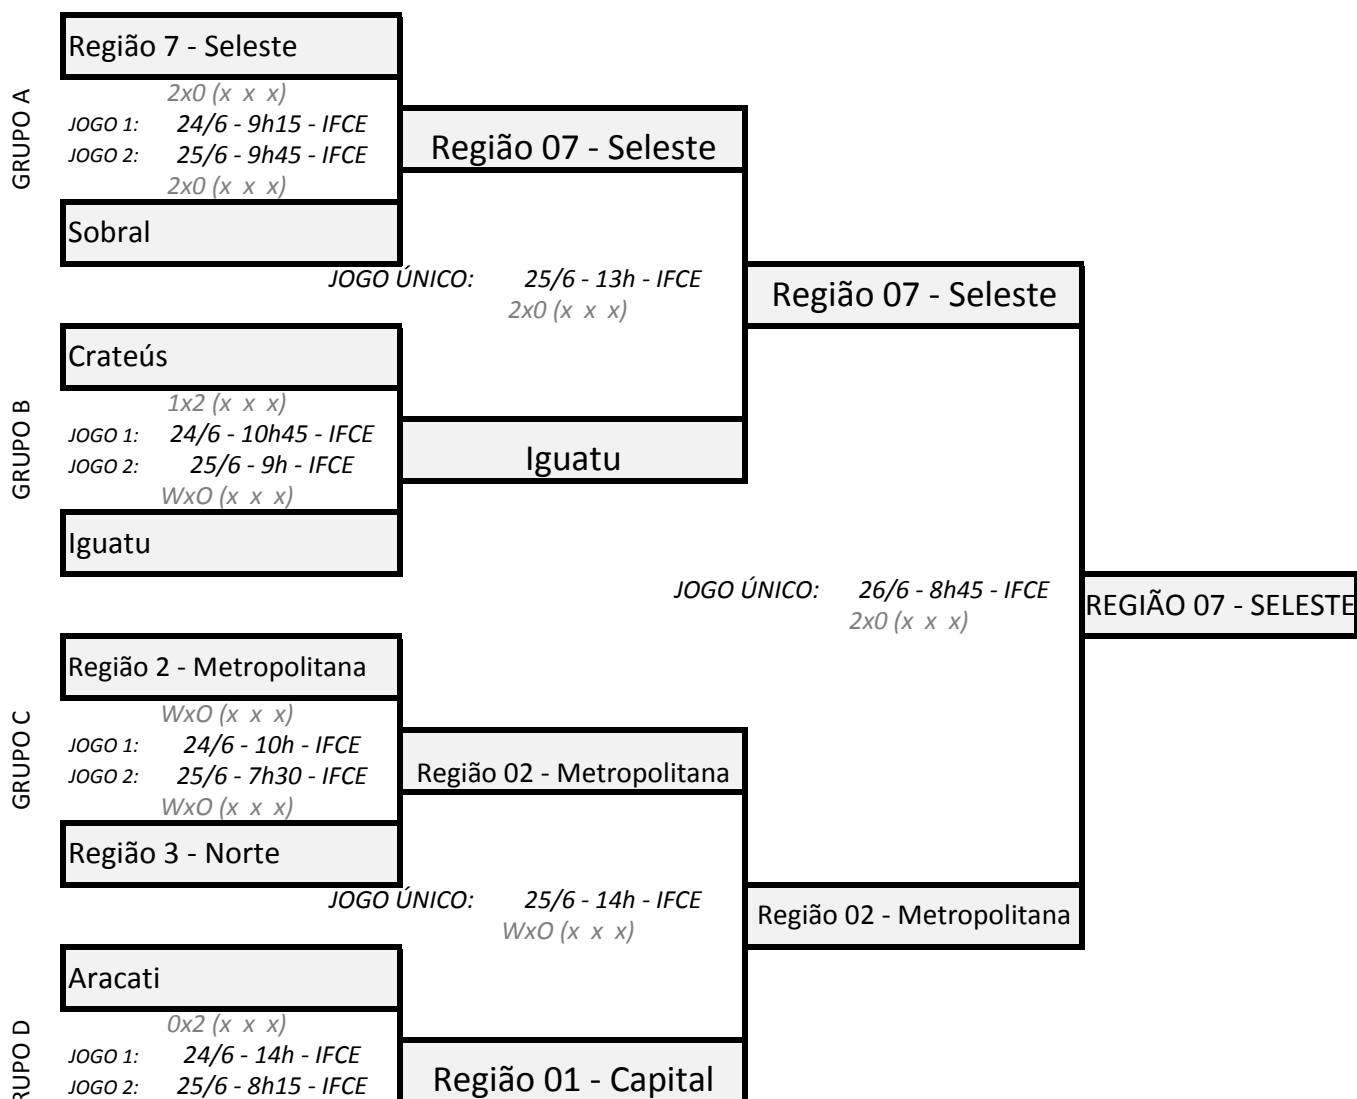 GRUPO A
Região 7 - Seleste
2x0 (x x x)
JOGO 1: 24/6 - 9h15 - IFCE
JOGO 2: 25/6 - 9h45 - IFCE
2x0 (x x x)
Sobral
Região 07 - Seleste
JOGO ÚNICO: 25/6 - 13h - IFCE
2x0 (x x x)
Região 07 - Seleste
GRUPO B
Crateús
1x2 (x x x)
JOGO 1: 24/6 - 10h45 - IFCE
JOGO 2: 25/6 - 9h - IFCE
WxO (x x x)
Iguatu
Iguatu
JOGO ÚNICO: 26/6 - 8h45 - IFCE
2x0 (x x x)
REGIÃO 07 - SELESTE
GRUPO C
Região 2 - Metropolitana
WxO (x x x)
JOGO 1: 24/6 - 10h - IFCE
JOGO 2: 25/6 - 7h30 - IFCE
WxO (x x x)
Região 3 - Norte
Região 02 - Metropolitana
JOGO ÚNICO: 25/6 - 14h - IFCE
WxO (x x x)
Região 02 - Metropolitana
GRUPO D
Aracati
0x2 (x x x)
JOGO 1: 24/6 - 14h - IFCE
JOGO 2: 25/6 - 8h15 - IFCE
Região 01 - Capital